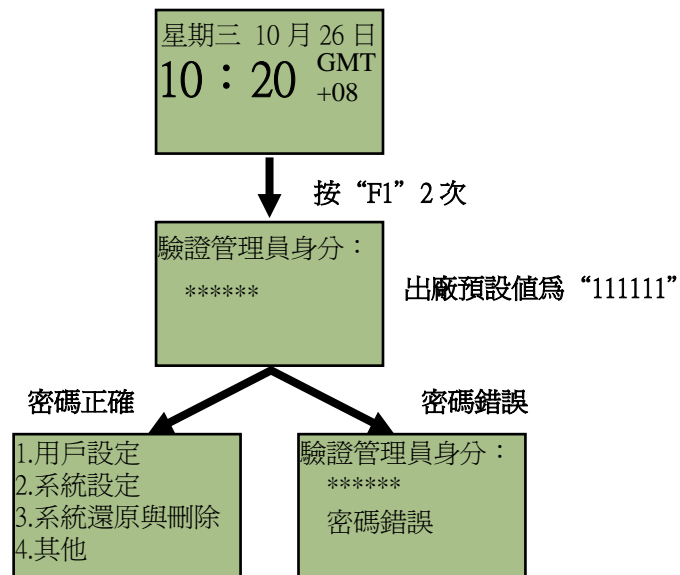 星期三 10 月 26 日
10：20 GMT
+08
按“F1”2 次
驗證管理員身分：
******
出廠預設值爲“111111”
密碼正確
密碼錯誤
1.用戶設定
2.系統設定
3.系統還原與刪除
4.其他
驗證管理員身分：
******
密碼錯誤